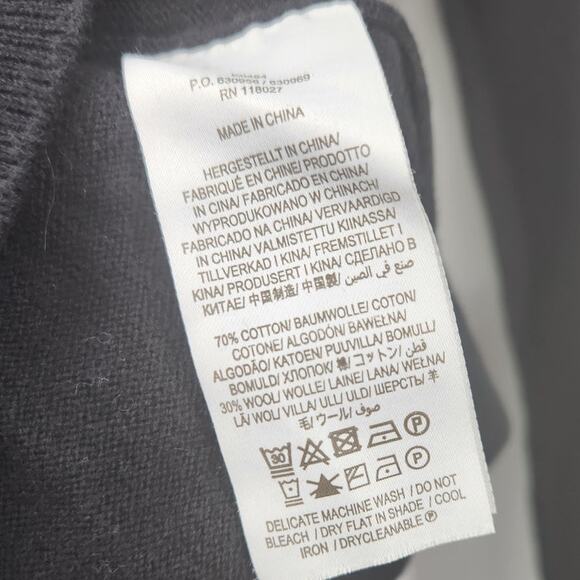 P.O. 630956 / 630969
RN 118027
MADE IN CHINA
HERGESTELLT IN CHINA/
FABRIQUÉ EN CHINE/ PRODOTTO
IN CINA/ FABRICADO EN CHINA/
WYPRODUKOWANO W CHINACH/
FABRICADO NA CHINA/ VERVAARDIGD
IN CHINA/ VALMISTETTU KIINASSA/
TILLVERKAD I KINA/ FREMSTILLET I
KINA/ PRODUSERT I KINA/ СДЕЛАНО В
КИТАЕ/ 中国制造/ 中国製/ صنع في الصين
70% COTTON/ BAUMWOLLE/ COTON/
COTONE/ ALGODÓN/ BAWEŁNA/
ALGODÃO/ KATOEN/ PUUVILLA/ BOMULL/
BOMULD/ ХЛОПОК/ 棉/ コットン/ قطن
30% WOOL/ WOLLE/ LAINE/ LANA/ WEŁNA/
LÃ/ WOL/ VILLA/ ULL/ ULD/ ШЕРСТЬ/ 羊
毛/ ウール/ صوف
30 P
P
DELICATE MACHINE WASH / DO NOT
BLEACH / DRY FLAT IN SHADE / COOL
IRON / DRYCLEANABLE Ⓟ